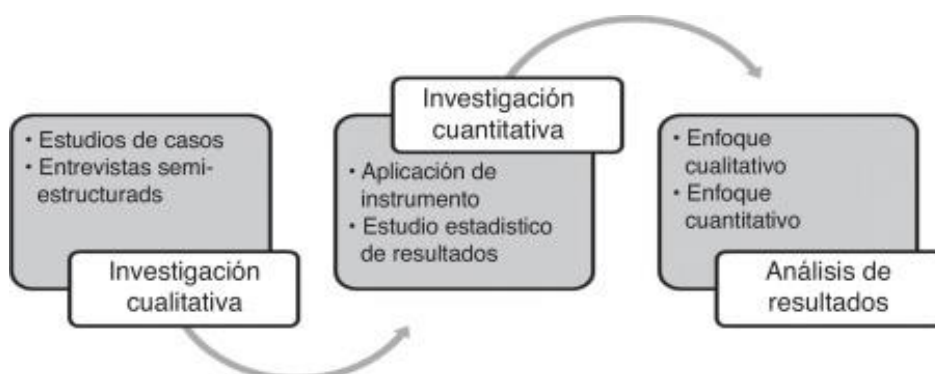 • Estudios de casos
• Entrevistas semi-
estructurads
Investigación
cualitativa
Investigación
cuantitativa
• Aplicación de
instrumento
• Estudio estadistico
de resultados
• Enfoque
cualitativo
• Enfoque
cuantitativo
Análisis de
resultados